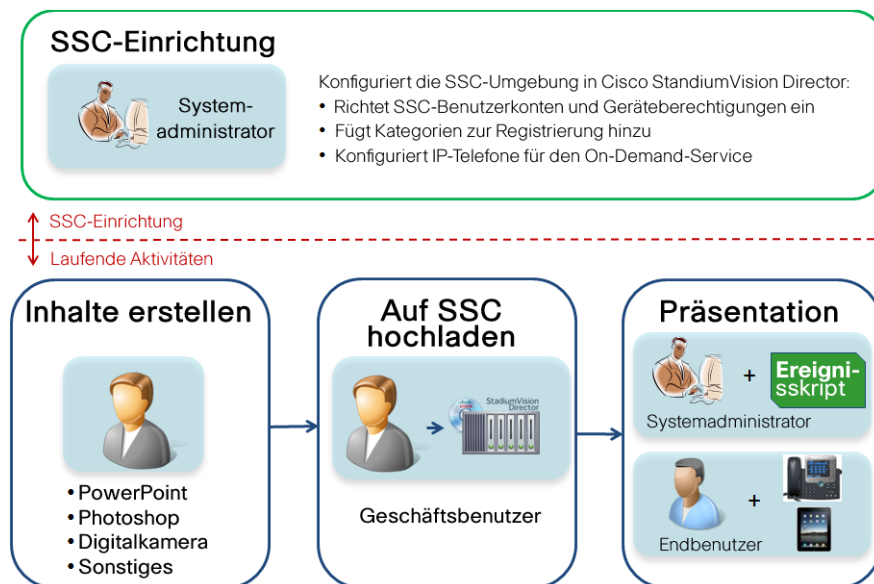 SSC-Einrichtung
System-
administrator
Konfiguriert die SSC-Umgebung in Cisco StandiumVision Director:
• Richtet SSC-Benutzerkonten und Geräteberechtigungen ein
• Fügt Kategorien zur Registrierung hinzu
• Konfiguriert IP-Telefone für den On-Demand-Service
SSC-Einrichtung
Laufende Aktivitäten
Inhalte erstellen
• PowerPoint
• Photoshop
• Digitalkamera
• Sonstiges
Auf SSC
hochladen
StadiumVision
Director
Geschäftsbenutzer
Präsentation
+
Ereigni-
sskript
Systemadministrator
+
Endbenutzer